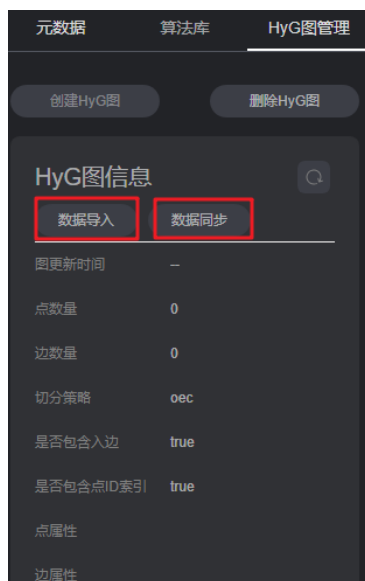 元数据 算法库 HyG图管理
创建HyG图 删除HyG图
HyG图信息
数据导入 数据同步
图更新时间 --
点数量 0
边数量 0
切分策略 oec
是否包含入边 true
是否包含点ID索引 true
点属性
边属性